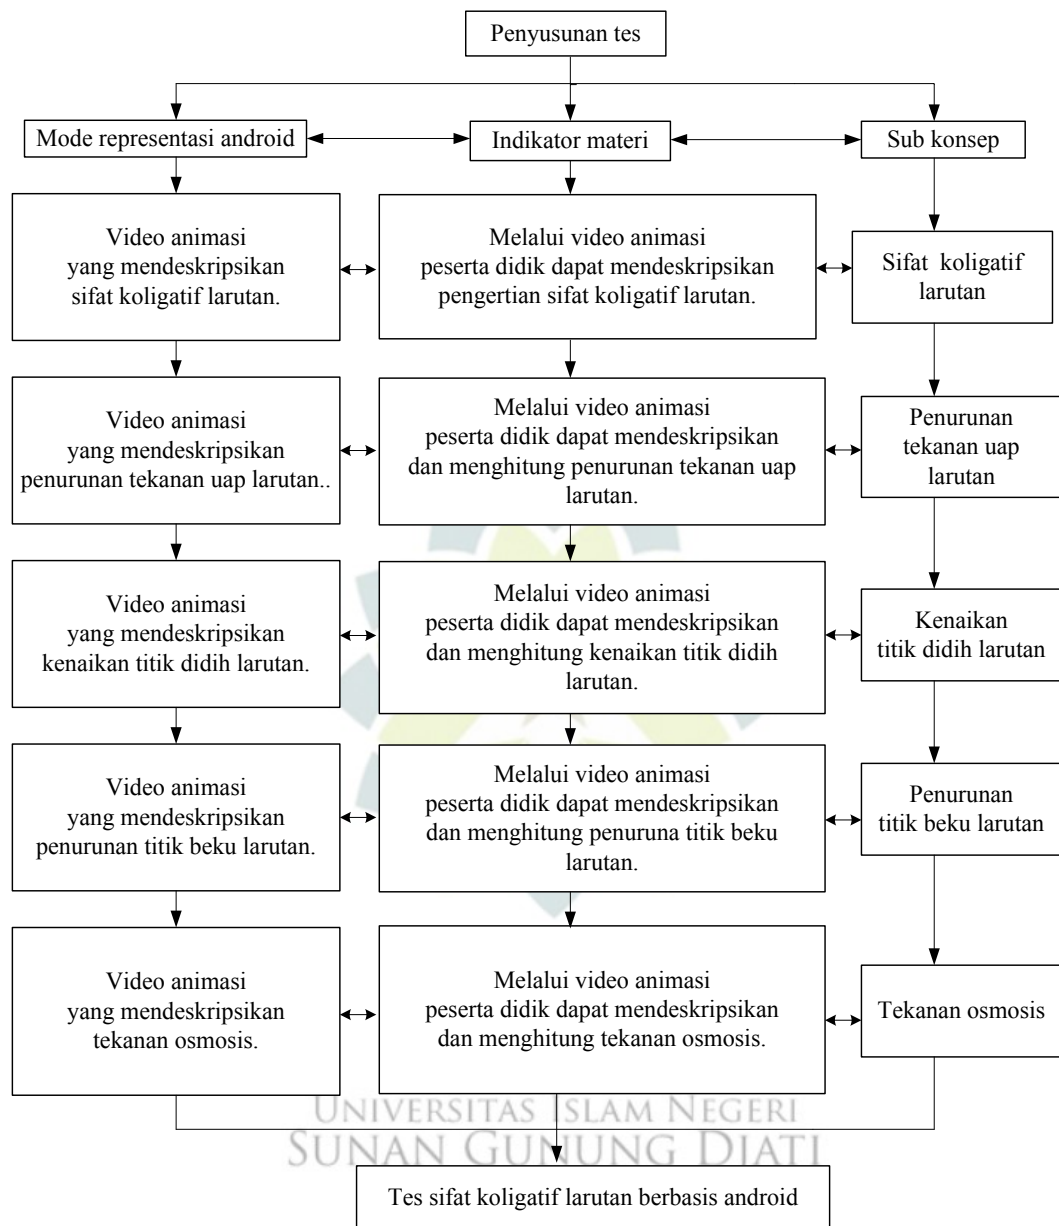 Penyusunan tes
Mode representasi android
Indikator materi
Sub konsep
Video animasi
yang mendeskripsikan
sifat koligatif larutan.
Melalui video animasi
peserta didik dapat mendeskripsikan
pengertian sifat koligatif larutan.
Sifat koligatif
larutan
Video animasi
yang mendeskripsikan
penurunan tekanan uap larutan..
Melalui video animasi
peserta didik dapat mendeskripsikan
dan menghitung penurunan tekanan uap
larutan.
Penurunan
tekanan uap
larutan
Video animasi
yang mendeskripsikan
kenaikan titik didih larutan.
Melalui video animasi
peserta didik dapat mendeskripsikan
dan menghitung kenaikan titik didih
larutan.
Kenaikan
titik didih larutan
Video animasi
yang mendeskripsikan
penurunan titik beku larutan.
Melalui video animasi
peserta didik dapat mendeskripsikan
dan menghitung penuruna titik beku
larutan.
Penurunan
titik beku larutan
Video animasi
yang mendeskripsikan
tekanan osmosis.
Melalui video animasi
peserta didik dapat mendeskripsikan
dan menghitung tekanan osmosis.
Tekanan osmosis
UNIVERSITAS ISLAM NEGERI
SUNAN GUNUNG DJATI
Tes sifat koligatif larutan berbasis android